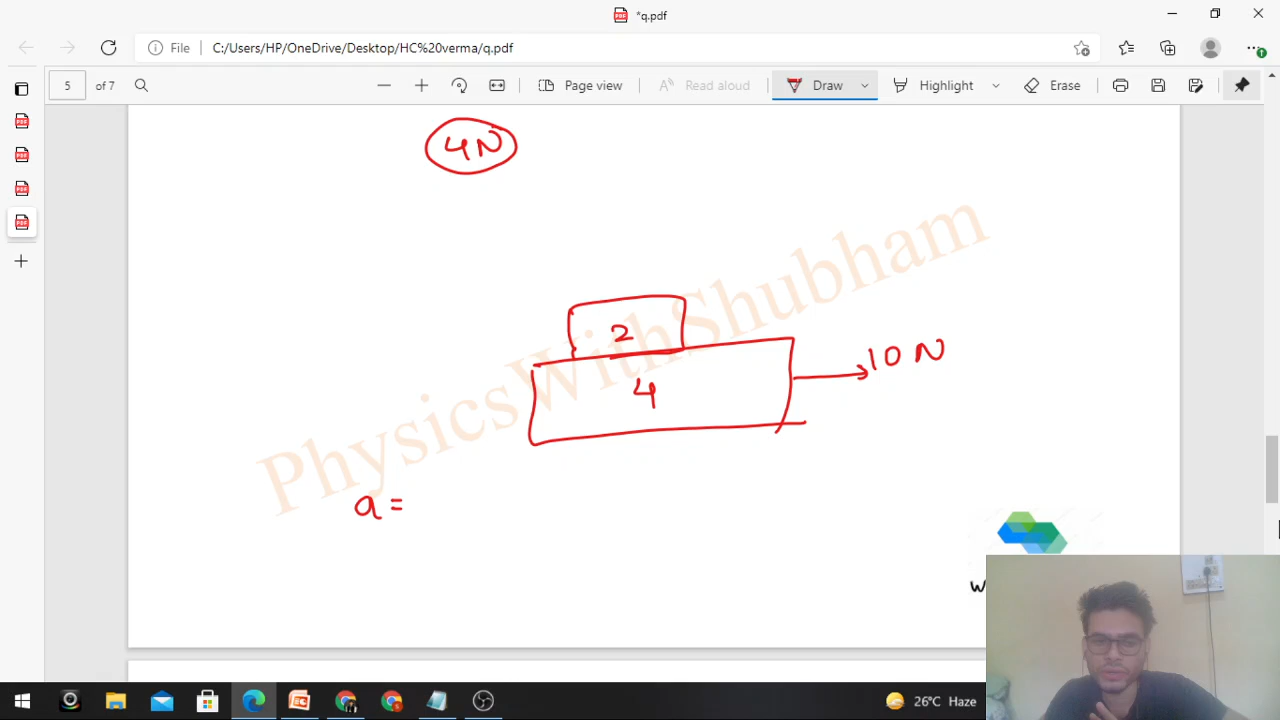 *q.pdf
File C:/Users/HP/OneDrive/Desktop/HC%20verma/q.pdf
5 of 7 Page view Read aloud Draw Highlight Erase
4N
PhysicsWithShubham
2
10 N
4
a =
W
26°C Haze